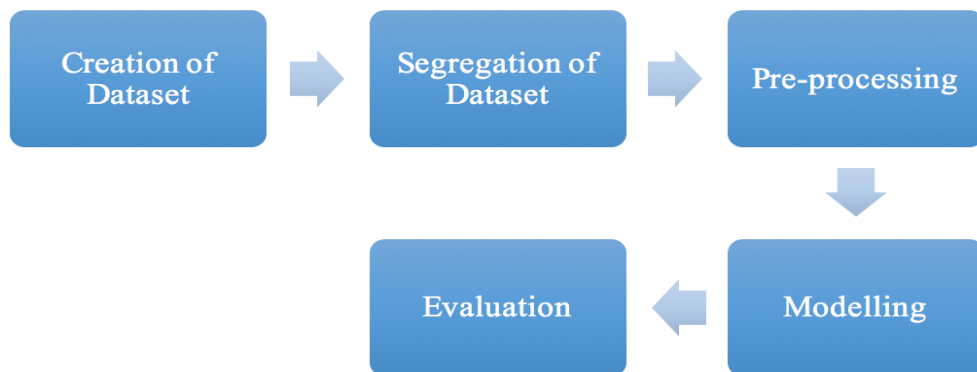 Creation of
Dataset
Segregation of
Dataset
Pre-processing
Modelling
Evaluation